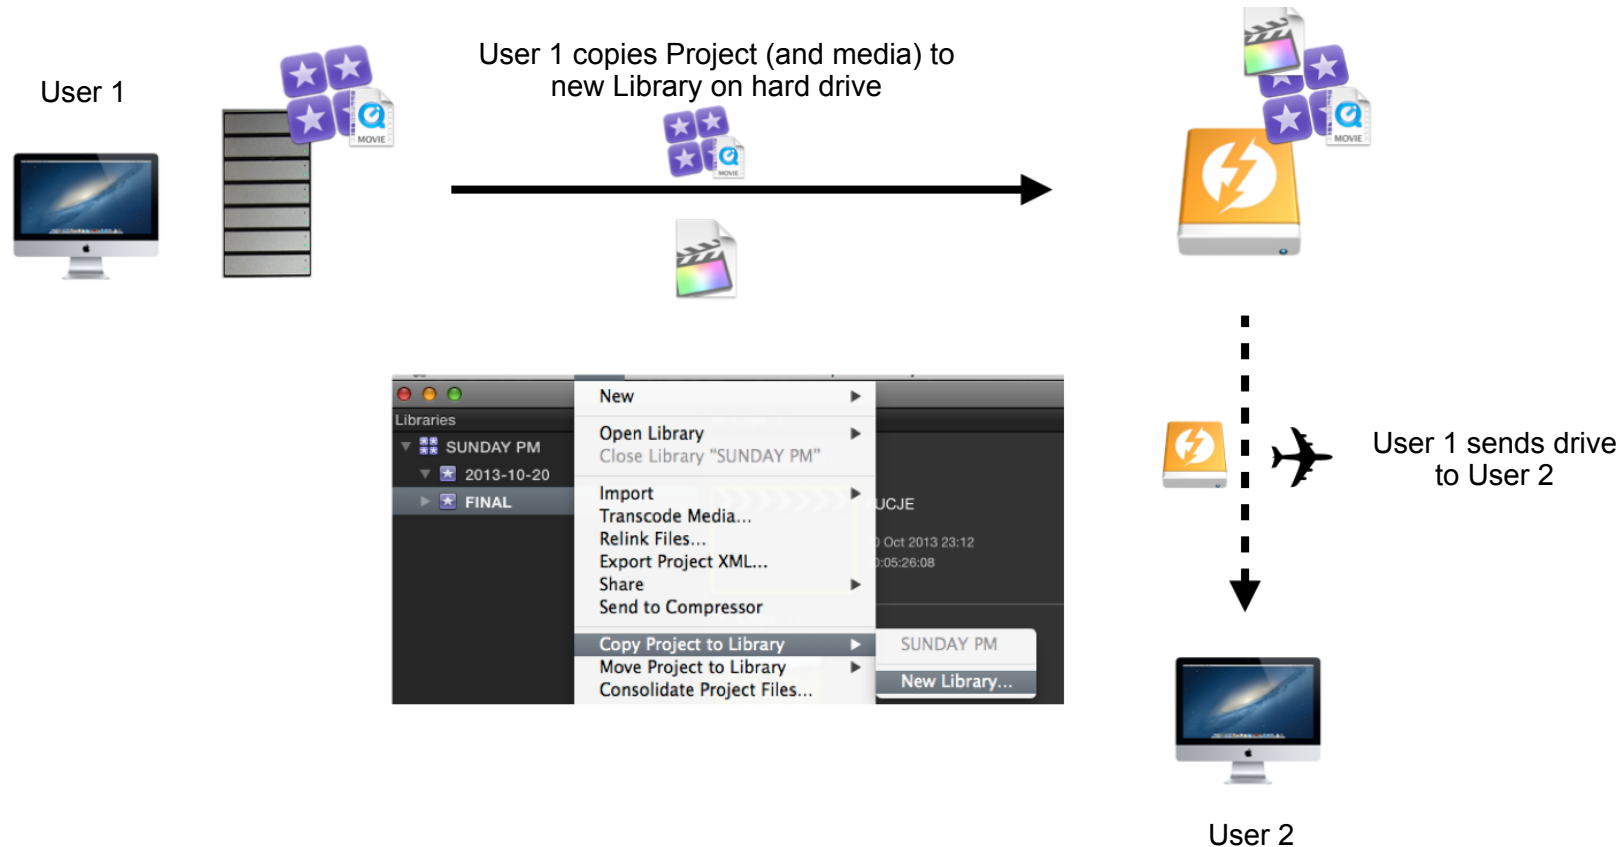 User 1
User 1 copies Project (and media) to
new Library on hard drive
MOVIE
MOVIE
MOVIE
Libraries
SUNDAY PM
2013-10-20
FINAL
New
Open Library
Close Library "SUNDAY PM"
Import
Transcode Media...
Relink Files...
Export Project XML...
Share
Send to Compressor
Copy Project to Library
Move Project to Library
Consolidate Project Files...
UCJE
Oct 2013 23:12
0:05:26:08
SUNDAY PM
New Library...
User 1 sends drive
to User 2
User 2